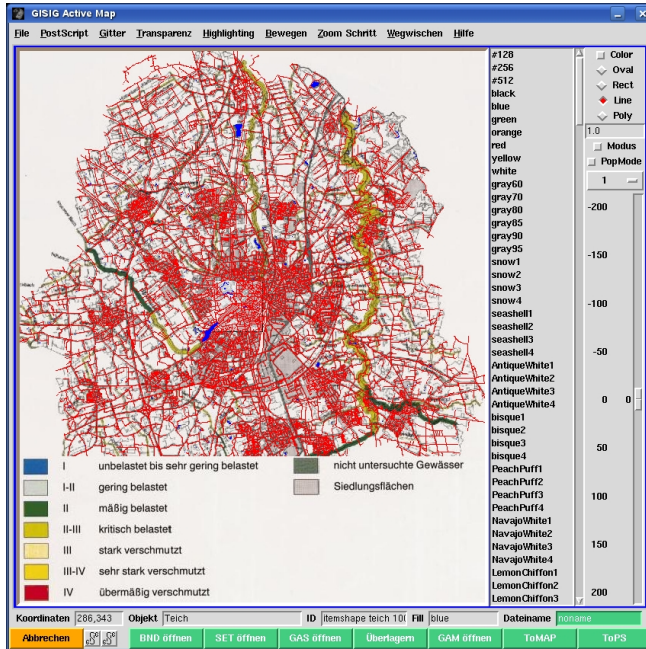 GISIG Active Map
File PostScript Gitter Transparenz Highlighting Bewegen Zoom Schritt Wegwischen Hilfe
#128
#256
#512
black
blue
green
orange
red
yellow
white
gray60
gray70
gray80
gray85
gray90
gray95
snow1
snow2
snow3
snow4
seashell1
seashell2
seashell3
seashell4
AntiqueWhite1
AntiqueWhite2
AntiqueWhite3
AntiqueWhite4
bisque1
bisque2
bisque3
bisque4
PeachPuff1
PeachPuff2
PeachPuff3
PeachPuff4
NavajoWhite1
NavajoWhite2
NavajoWhite3
NavajoWhite4
LemonChiffon1
LemonChiffon2
LemonChiffon3
Color
Oval
Rect
Line
Poly
1.0
Modus
PopMode
1
-200
-150
-100
-50
0 0
50
100
150
200
I unbelastet bis sehr gering belastet
I-II gering belastet
II mäßig belastet
II-III kritisch belastet
III stark verschmutzt
III-IV sehr stark verschmutzt
IV übermäßig verschmutzt
nicht untersuchte Gewässer
Siedlungsflächen
Koordinaten 286,343 Objekt Teich ID itemshape teich 10 Fill blue Dateiname noname
Abbrechen BND öffnen SET öffnen GAS öffnen Überlagern GAM öffnen ToMAP ToPS